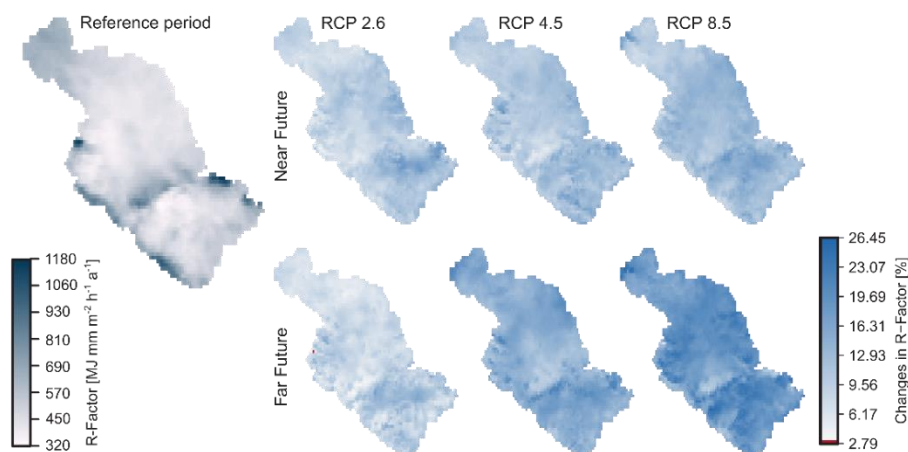 Reference period
RCP 2.6
RCP 4.5
RCP 8.5
Near Future
Far Future
1180
1060
930
810
690
570
450
320
R-Factor [MJ mm m⁻² h⁻¹ a⁻¹]
26.45
23.07
19.69
16.31
12.93
9.56
6.17
2.79
Changes in R−Factor [%]